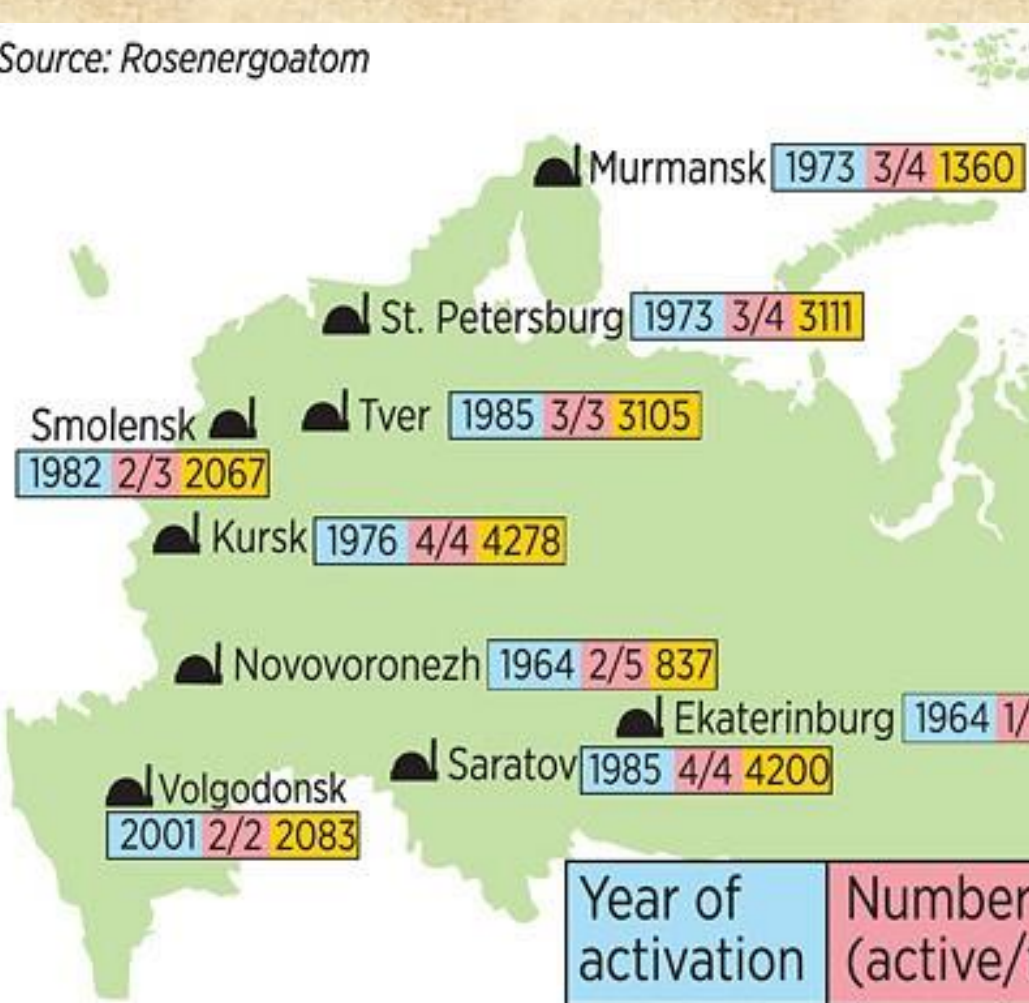 Source: Rosenergoatom
Murmansk 1973 3/4 1360
St. Petersburg 1973 3/4 3111
Tver 1985 3/3 3105
Smolensk
1982 2/3 2067
Kursk 1976 4/4 4278
Novovoronezh 1964 2/5 837
Ekaterinburg 1964 1/
Saratov 1985 4/4 4200
Volgodonsk
2001 2/2 2083
Year of
activation
Number
(active/